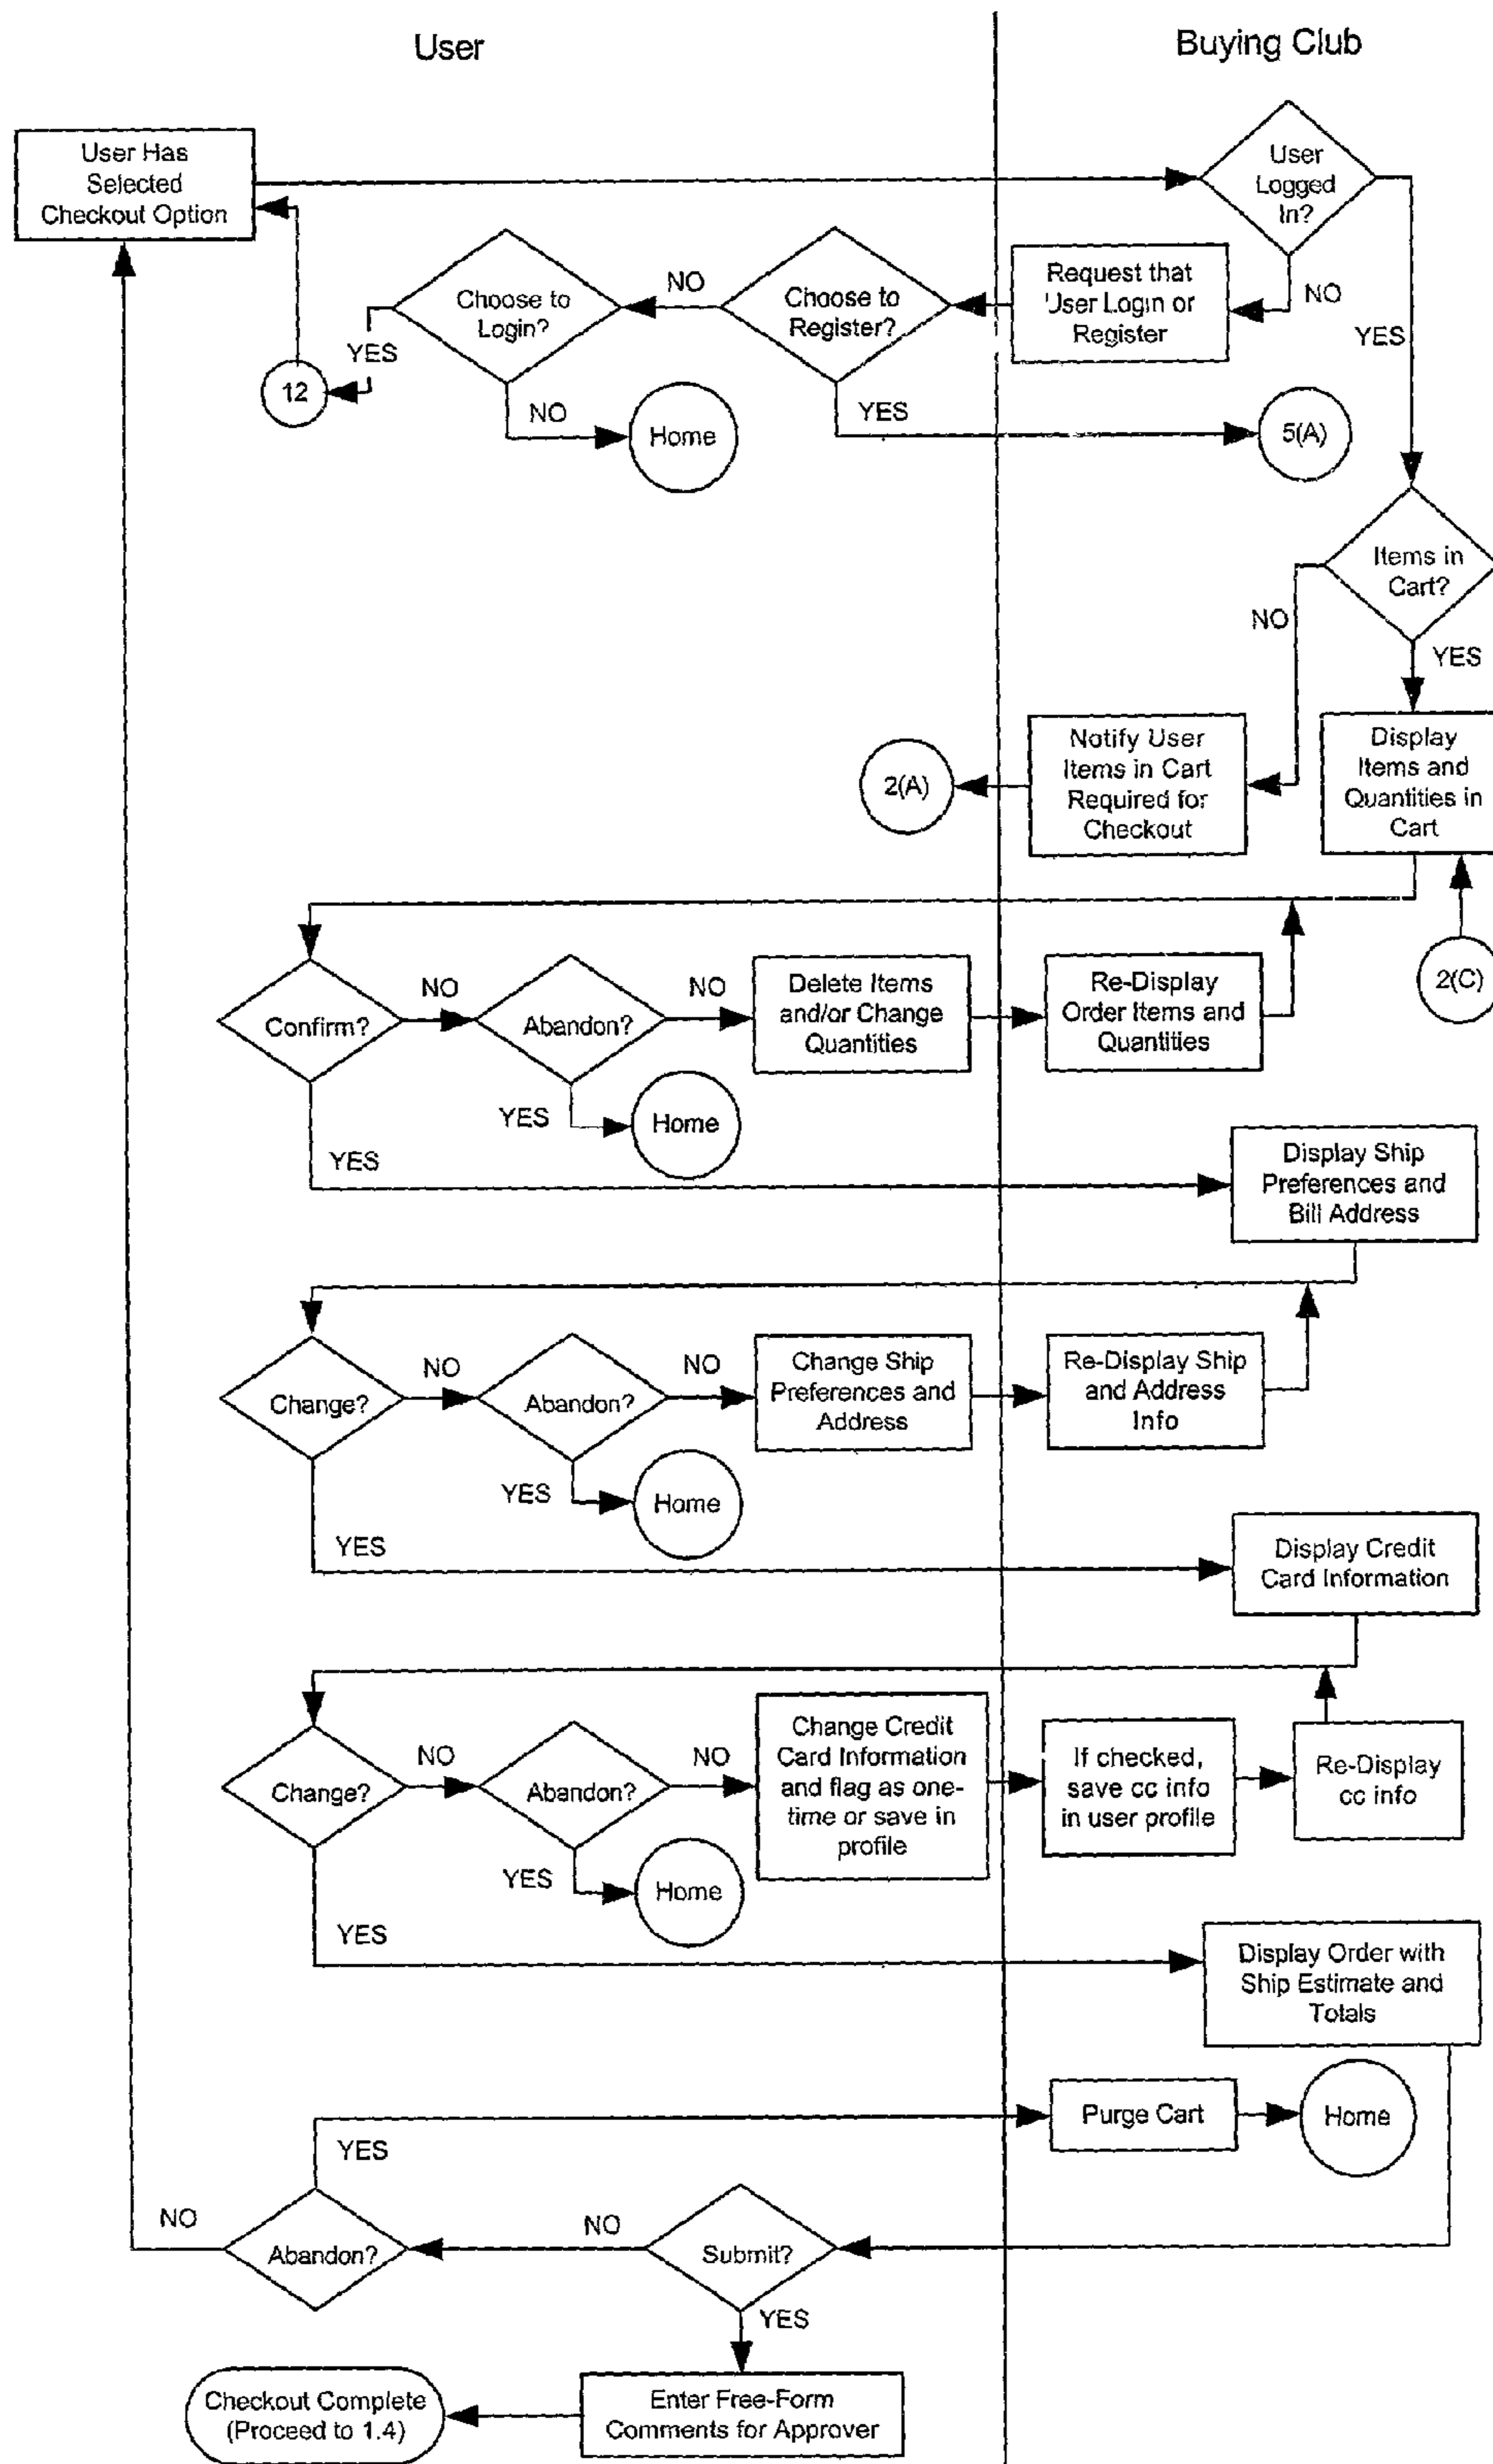 User
Buying Club
User Has
Selected
Checkout Option
User
Logged
In?
NO
YES
Request that
User Login or
Register
Choose to
Register?
NO
YES
Choose to
Login?
YES
NO
12
Home
5(A)
Items in
Cart?
NO
YES
Notify User
Items in Cart
Required for
Checkout
2(A)
Display
Items and
Quantities in
Cart
2(C)
Confirm?
NO
Abandon?
NO
Delete Items
and/or Change
Quantities
Re-Display
Order Items and
Quantities
YES
Home
YES
Display Ship
Preferences and
Bill Address
Change?
NO
Abandon?
NO
Change Ship
Preferences and
Address
Re-Display Ship
and Address
Info
YES
Home
YES
Display Credit
Card Information
Change?
NO
Abandon?
NO
Change Credit
Card Information
and flag as one-
time or save in
profile
If checked,
save cc info
in user profile
Re-Display
cc info
YES
Home
YES
Display Order with
Ship Estimate and
Totals
Purge Cart
Home
YES
NO
Abandon?
NO
Submit?
YES
Checkout Complete
(Proceed to 1.4)
Enter Free-Form
Comments for Approver